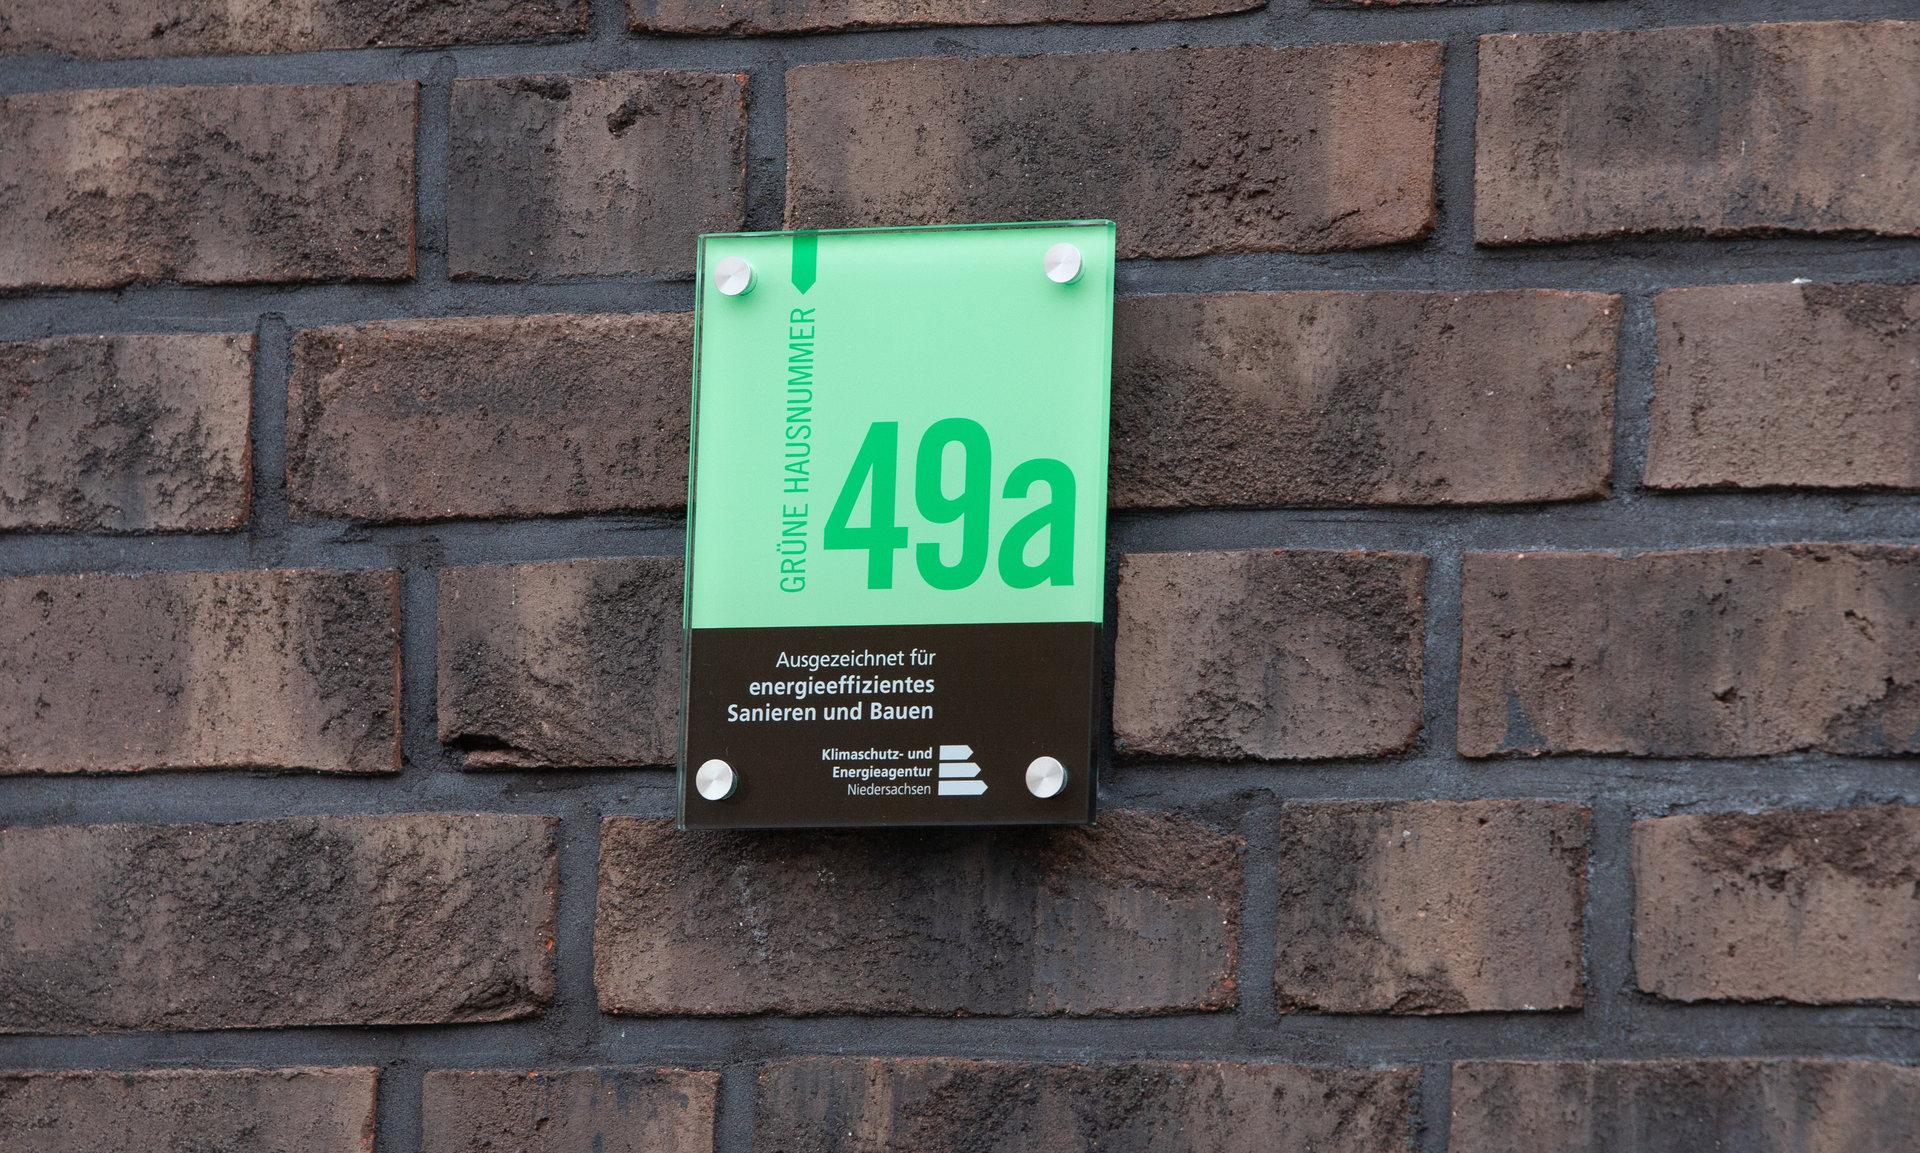 GRÜNE HAUSNUMMER
49a
Ausgezeichnet für
energieeffizientes
Sanieren und Bauen
Klimaschutz- und
Energieagentur
Niedersachsen